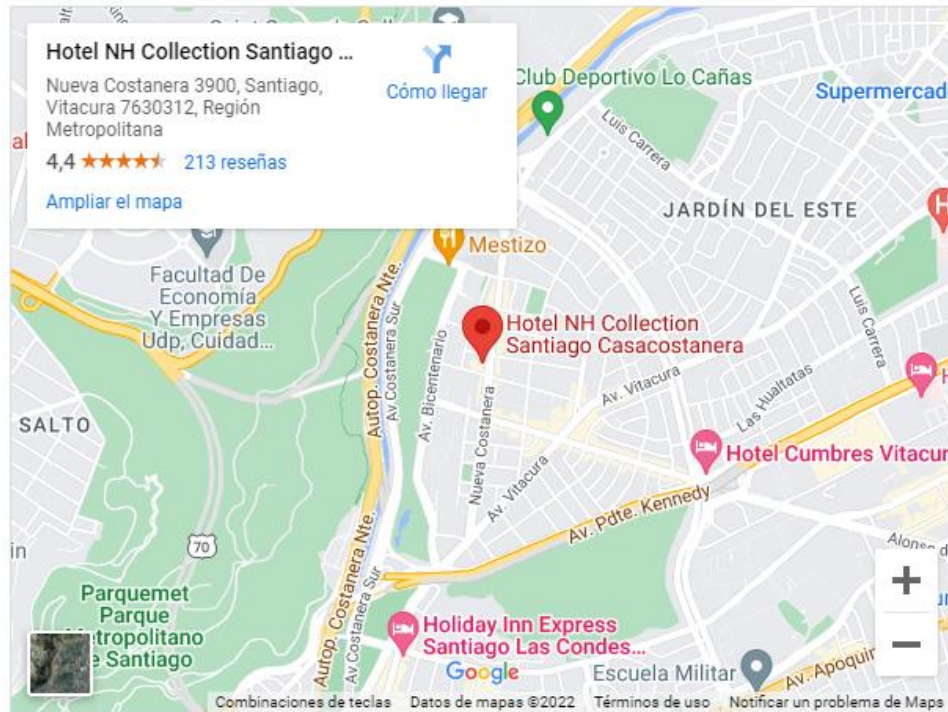 Hotel NH Collection Santiago ...
Nueva Costanera 3900, Santiago,
Vitacura 7630312, Región
Metropolitana
4,4
213 reseñas
Ampliar el mapa
Cómo llegar
Club Deportivo Lo Cañas
Supermercad
Luis Carrera
JARDÍN DEL ESTE
Mestizo
Facultad De
Economía
Y Empresas
Udp, Cuidad...
Autop. Costanera Nte.
Av Costanera Sur
Av. Bicentenario
Hotel NH Collection
Santiago Casacostanera
Luis Carrera
Av. Vitacura
Las Hualtatas
Nueva Costanera
SALTO
Hotel Cumbres Vitacur
Av. Vitacura
Av. Pdte. Kennedy
70
in
Alonso d
Autop. Costanera Nte.
Av Costanera Sur
Parquemet
Parque
Metropolitano
de Santiago
Holiday Inn Express
Santiago Las Condes...
Google
Escuela Militar
Av. Apoquin
+
−
Combinaciones de teclas
Datos de mapas ©2022
Términos de uso
Notificar un problema de Maps